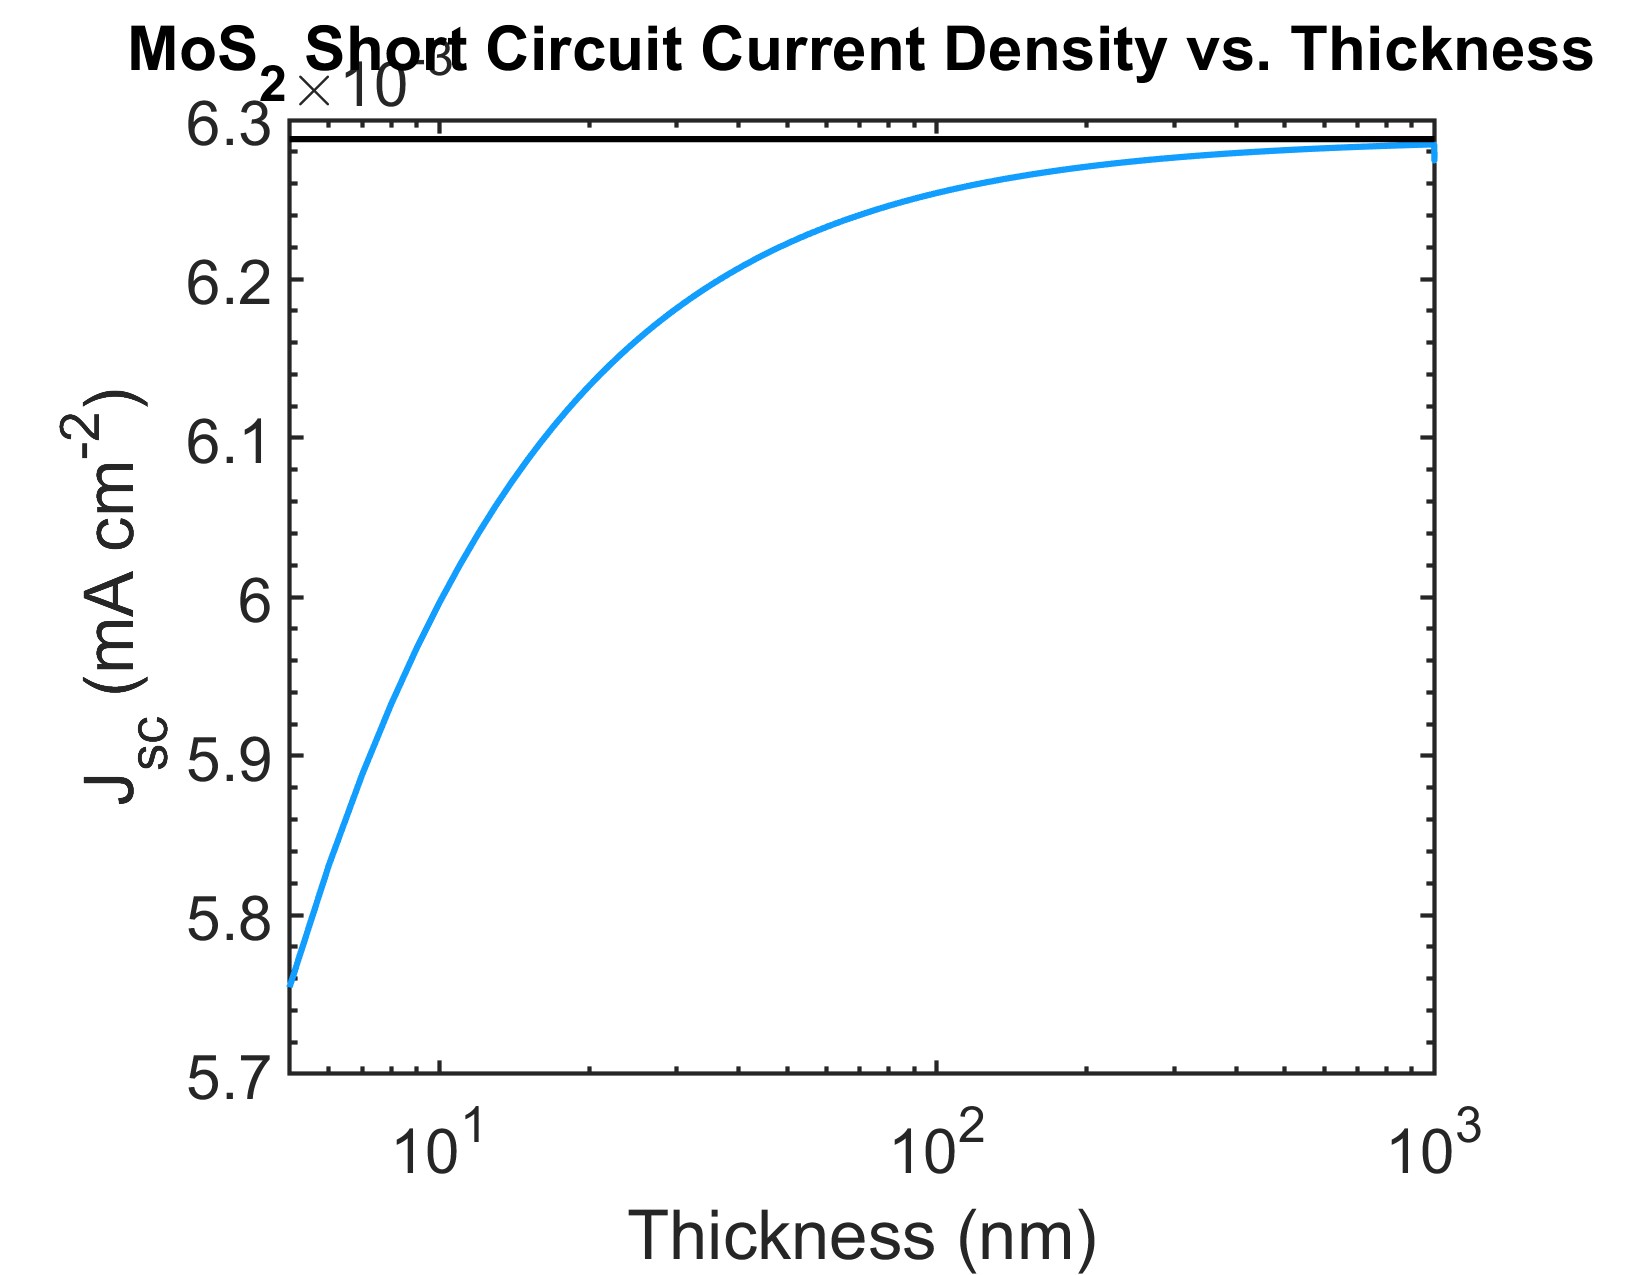 MoS₂ Short Circuit Current Density vs. Thickness
×10⁻³
6.3
6.2
6.1
6
5.9
5.8
5.7
J_sc (mA cm⁻²)
10¹ 10² 10³
Thickness (nm)